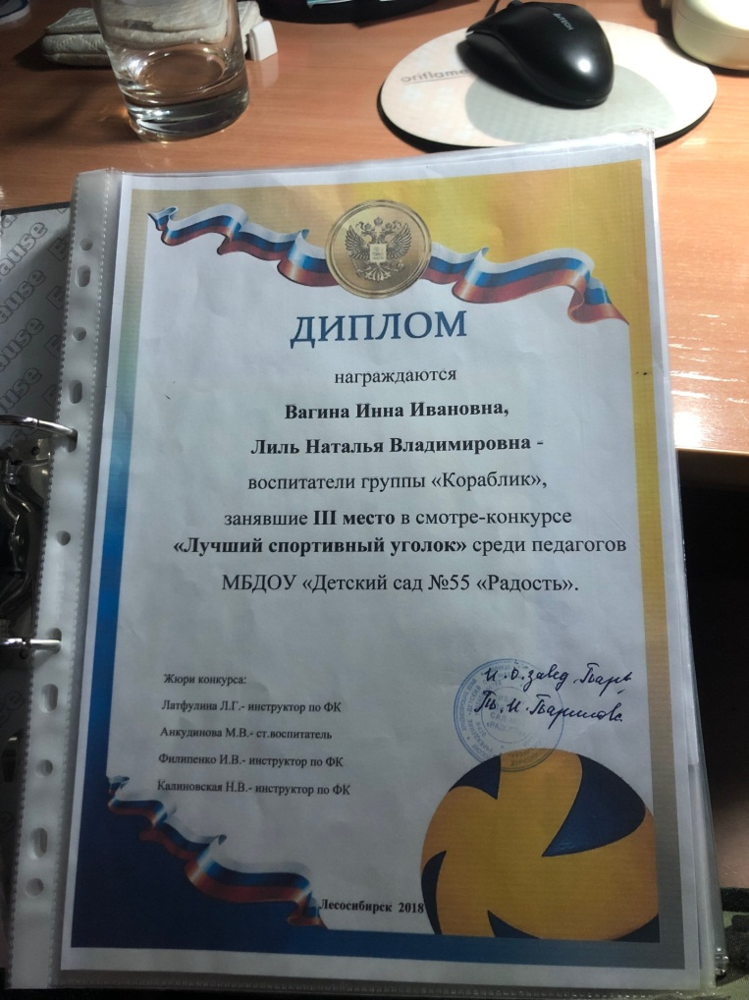 oriflame
ДИПЛОМ
награждаются
Вагина Инна Ивановна,
Лиль Наталья Владимировна -
воспитатели группы «Кораблик»,
занявшие III место в смотре-конкурсе
«Лучший спортивный уголок» среди педагогов
МБДОУ «Детский сад №55 «Радость».
Жюри конкурса:
Латфулина Л.Г.- инструктор по ФК
Анкудинова М.В.- ст.воспитатель
Филипенко И.В.- инструктор по ФК
Калиновская Н.В.- инструктор по ФК
И.О.завед.
Лесосибирск 2018